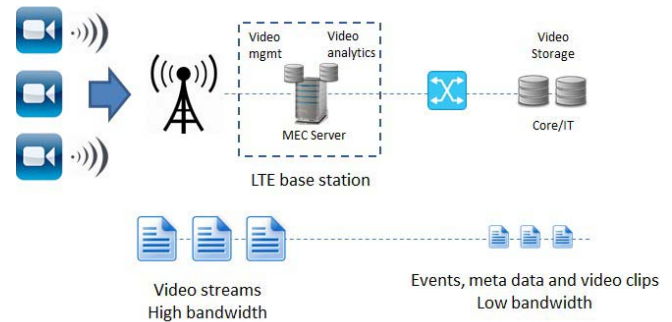 Video
mgmt
Video
analytics
MEC Server
LTE base station
Video
Storage
Core/IT
Video streams
High bandwidth
Events, meta data and video clips
Low bandwidth